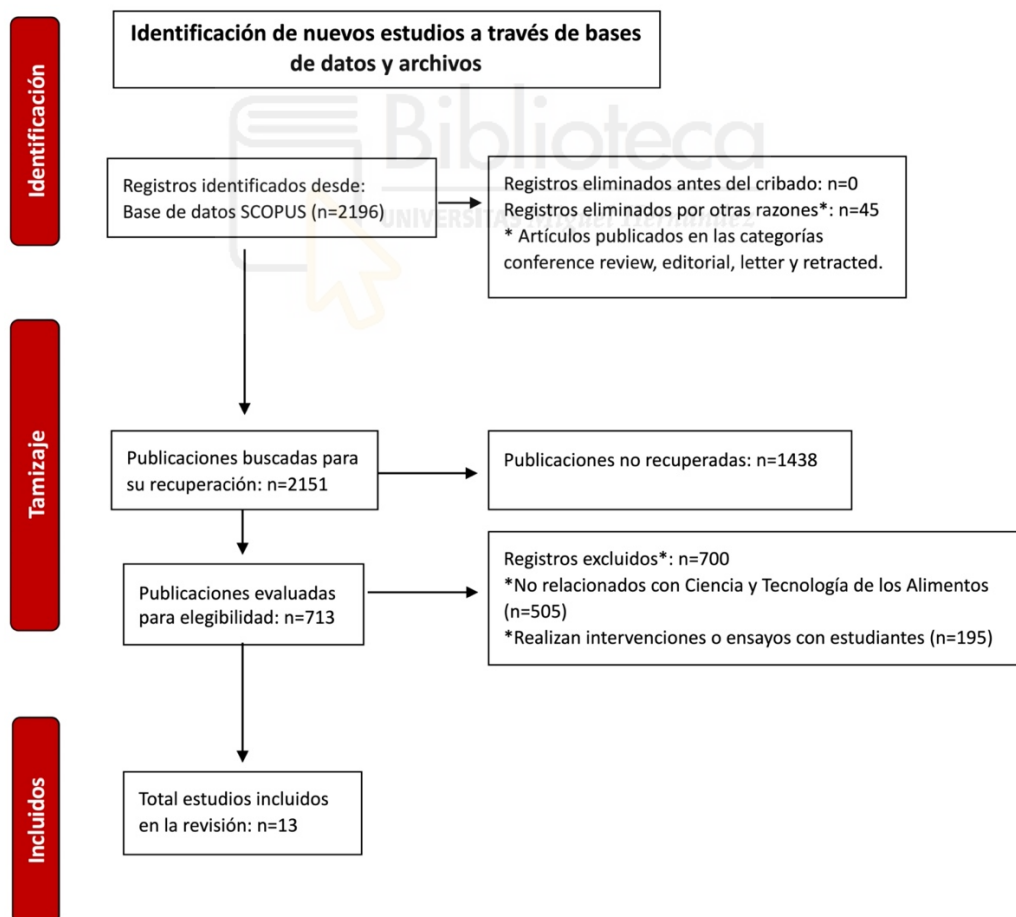 Identificación de nuevos estudios a través de bases
de datos y archivos
Identificación
Biblioteca
UNIVERSITAS Miguel Hernández
Registros identificados desde:
Base de datos SCOPUS (n=2196)
Registros eliminados antes del cribado: n=0
Registros eliminados por otras razones*: n=45
* Artículos publicados en las categorías
conference review, editorial, letter y retracted.
Tamizaje
Publicaciones buscadas para
su recuperación: n=2151
Publicaciones no recuperadas: n=1438
Publicaciones evaluadas
para elegibilidad: n=713
Registros excluidos*: n=700
*No relacionados con Ciencia y Tecnología de los Alimentos
(n=505)
*Realizan intervenciones o ensayos con estudiantes (n=195)
Incluidos
Total estudios incluidos
en la revisión: n=13